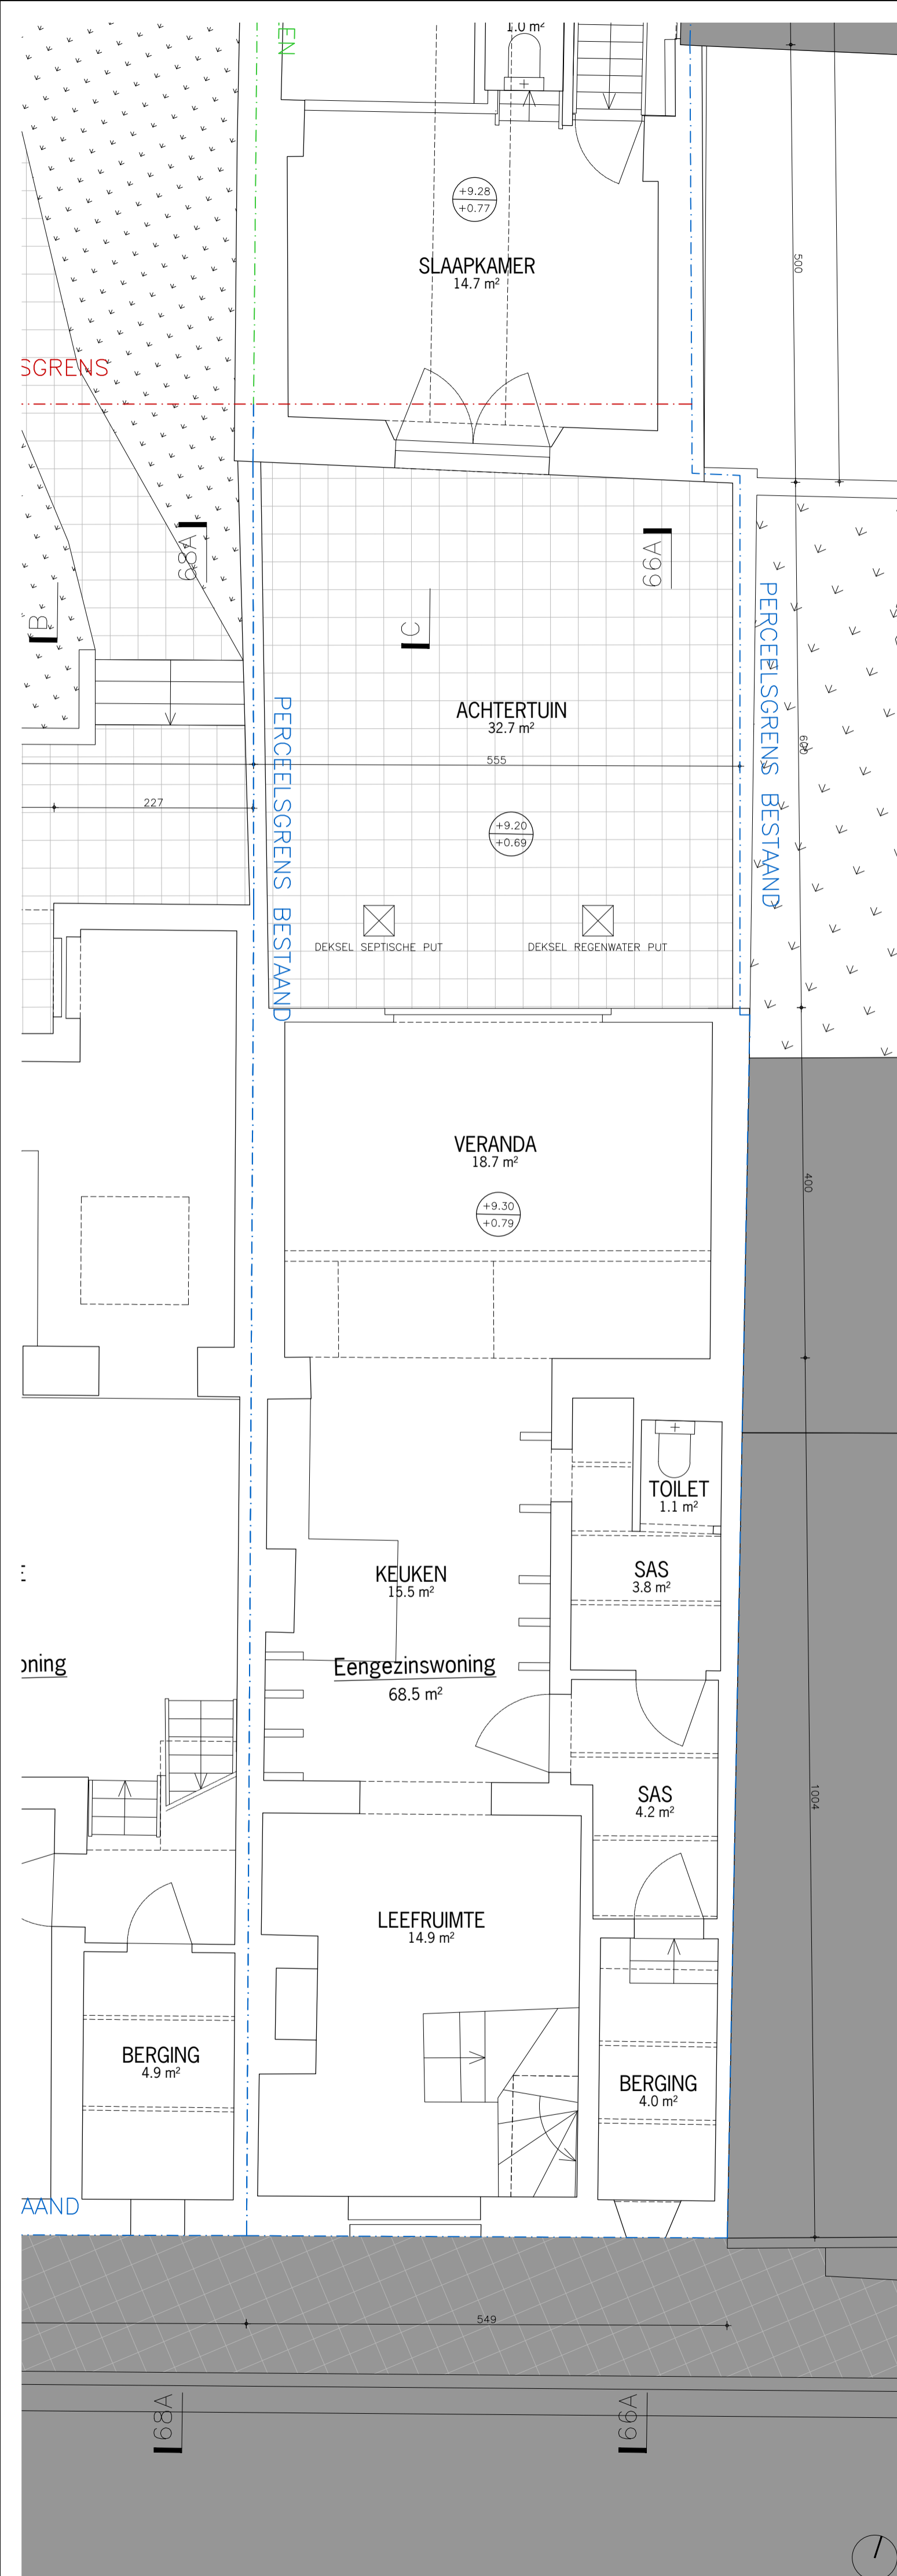 1.0 m²
EN
+9.28
+0.77
SLAAPKAMER
14.7 m²
500
SGRENS
68A
66A
B
C
PERCEELSGRENS BESTAAND
PERCEELSGRENS BESTAAND
ACHTERTUIN
32.7 m²
600
555
227
+9.20
+0.69
DEKSEL SEPTISCHE PUT
DEKSEL REGENWATER PUT
VERANDA
18.7 m²
400
+9.30
+0.79
TOILET
1.1 m²
KEUKEN
15.5 m²
SAS
3.8 m²
E
oning
Eengezinswoning
68.5 m²
SAS
4.2 m²
1004
LEEFRUIMTE
14.9 m²
BERGING
4.9 m²
BERGING
4.0 m²
AAND
549
68A
66A